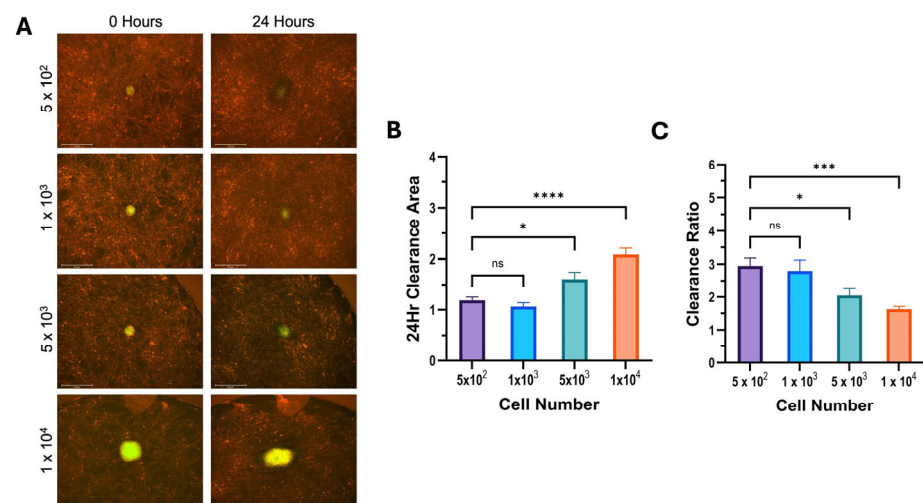 A
0 Hours
24 Hours
5 x 10²
1 x 10³
5 x 10³
1 x 10⁴
B
24Hr Clearance Area
4
3
2
1
0
ns
*
****
5x10²
1x10³
5x10³
1x10⁴
Cell Number
C
Clearance Ratio
6
5
4
3
2
1
0
ns
*
***
5 x 10²
1 x 10³
5 x 10³
1 x 10⁴
Cell Number